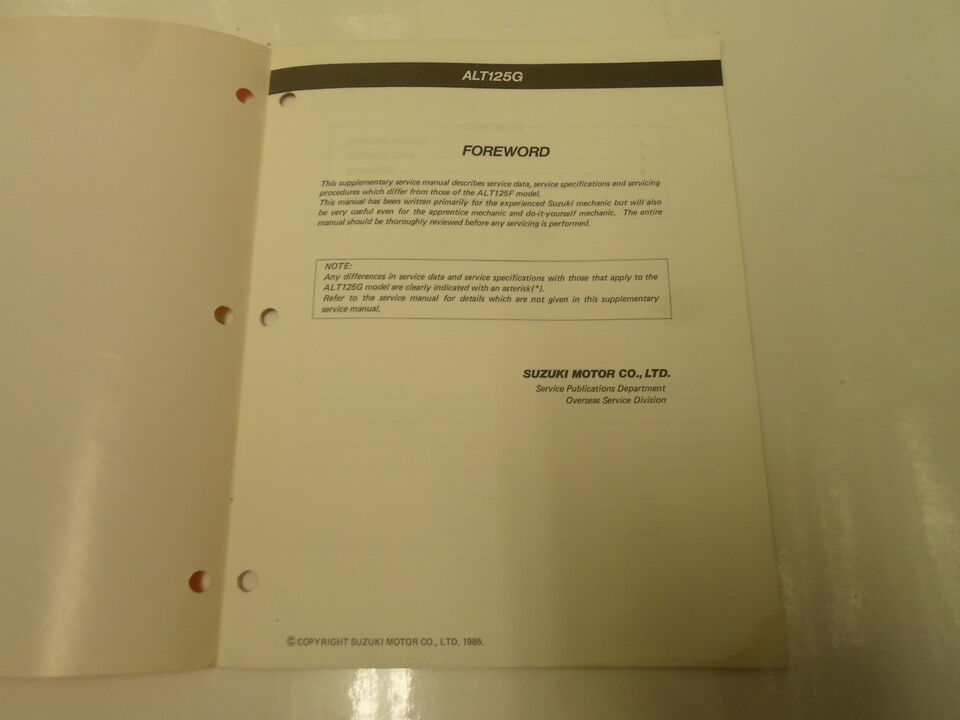 ALT125G
FOREWORD
This supplementary service manual describes service data, service specifications and servicing
procedures which differ from those of the ALT125F model.
This manual has been written primarily for the experienced Suzuki mechanic but will also
be very useful even for the apprentice mechanic and do-it-yourself mechanic. The entire
manual should be thoroughly reviewed before any servicing is performed.
NOTE:
Any differences in service data and service specifications with those that apply to the
ALT125G model are clearly indicated with an asterisk(*).
Refer to the service manual for details which are not given in this supplementary
service manual.
SUZUKI MOTOR CO., LTD.
Service Publications Department
Overseas Service Division
©COPYRIGHT SUZUKI MOTOR CO., LTD. 1985.